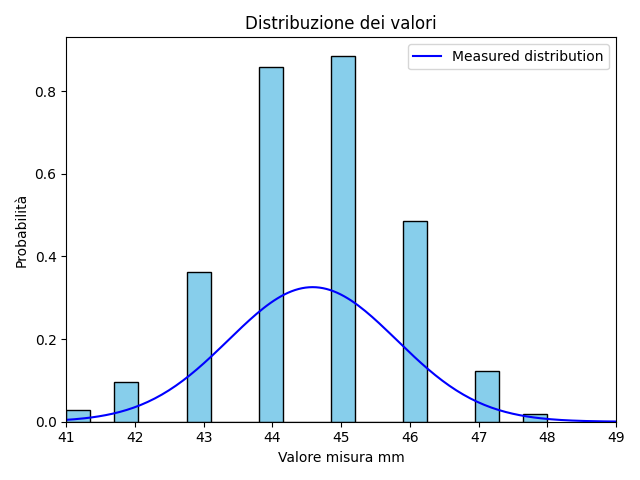 Distribuzione dei valori
Measured distribution
Probabilità
0.8
0.6
0.4
0.2
0.0
41 42 43 44 45 46 47 48 49
Valore misura mm